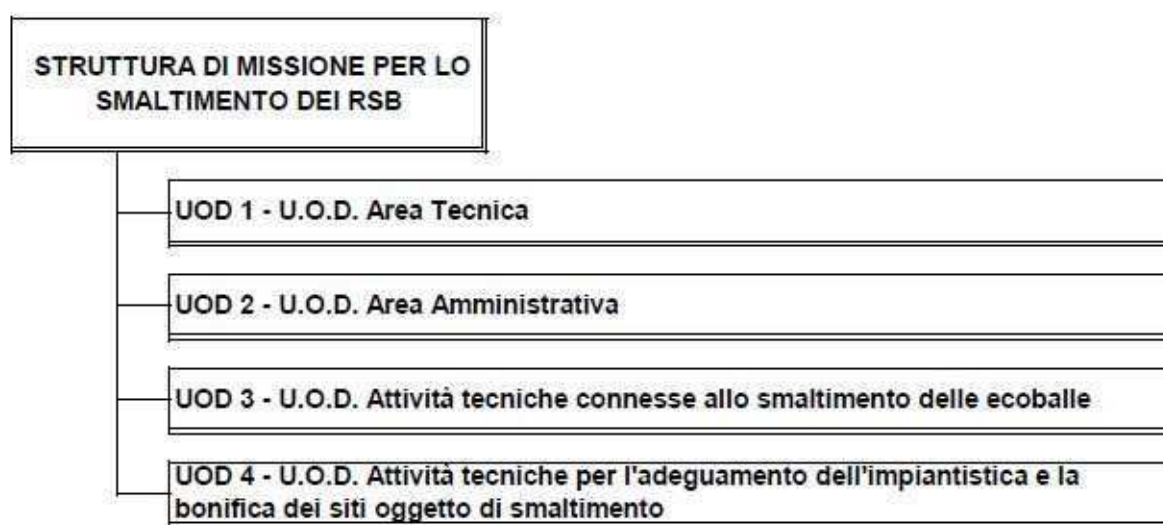 STRUTTURA DI MISSIONE PER LO
SMALTIMENTO DEI RSB
UOD 1 - U.O.D. Area Tecnica
UOD 2 - U.O.D. Area Amministrativa
UOD 3 - U.O.D. Attività tecniche connesse allo smaltimento delle ecoballe
UOD 4 - U.O.D. Attività tecniche per l'adeguamento dell'impiantistica e la
bonifica dei siti oggetto di smaltimento